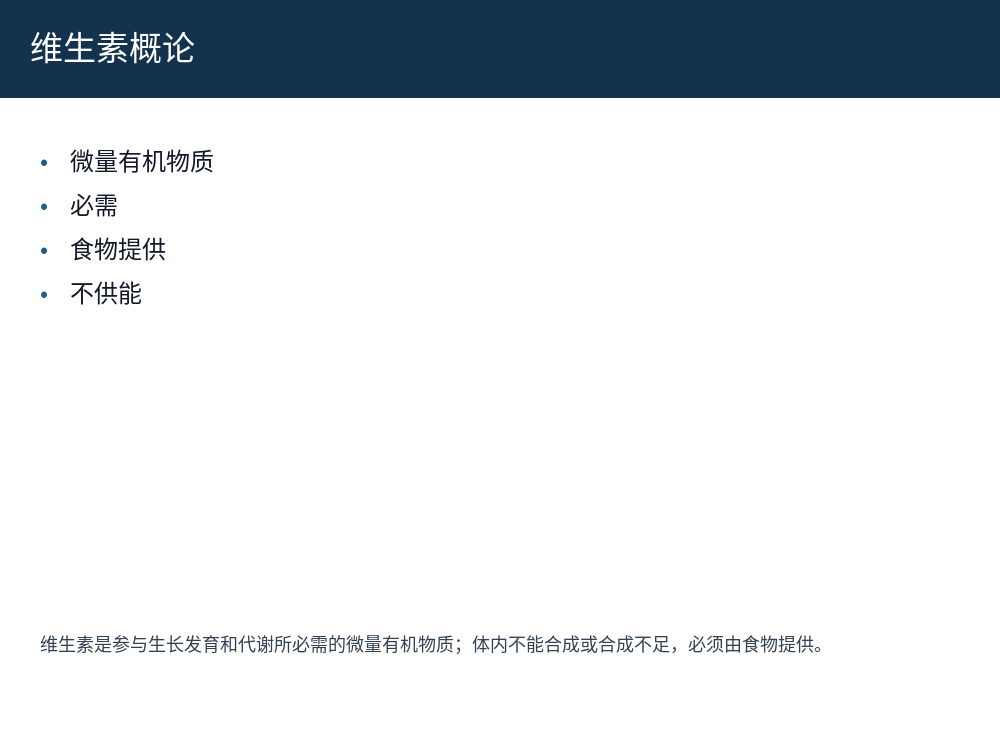 维生素概论
• 微量有机物质
• 必需
• 食物提供
• 不供能
维生素是参与生长发育和代谢所必需的微量有机物质；体内不能合成或合成不足，必须由食物提供。